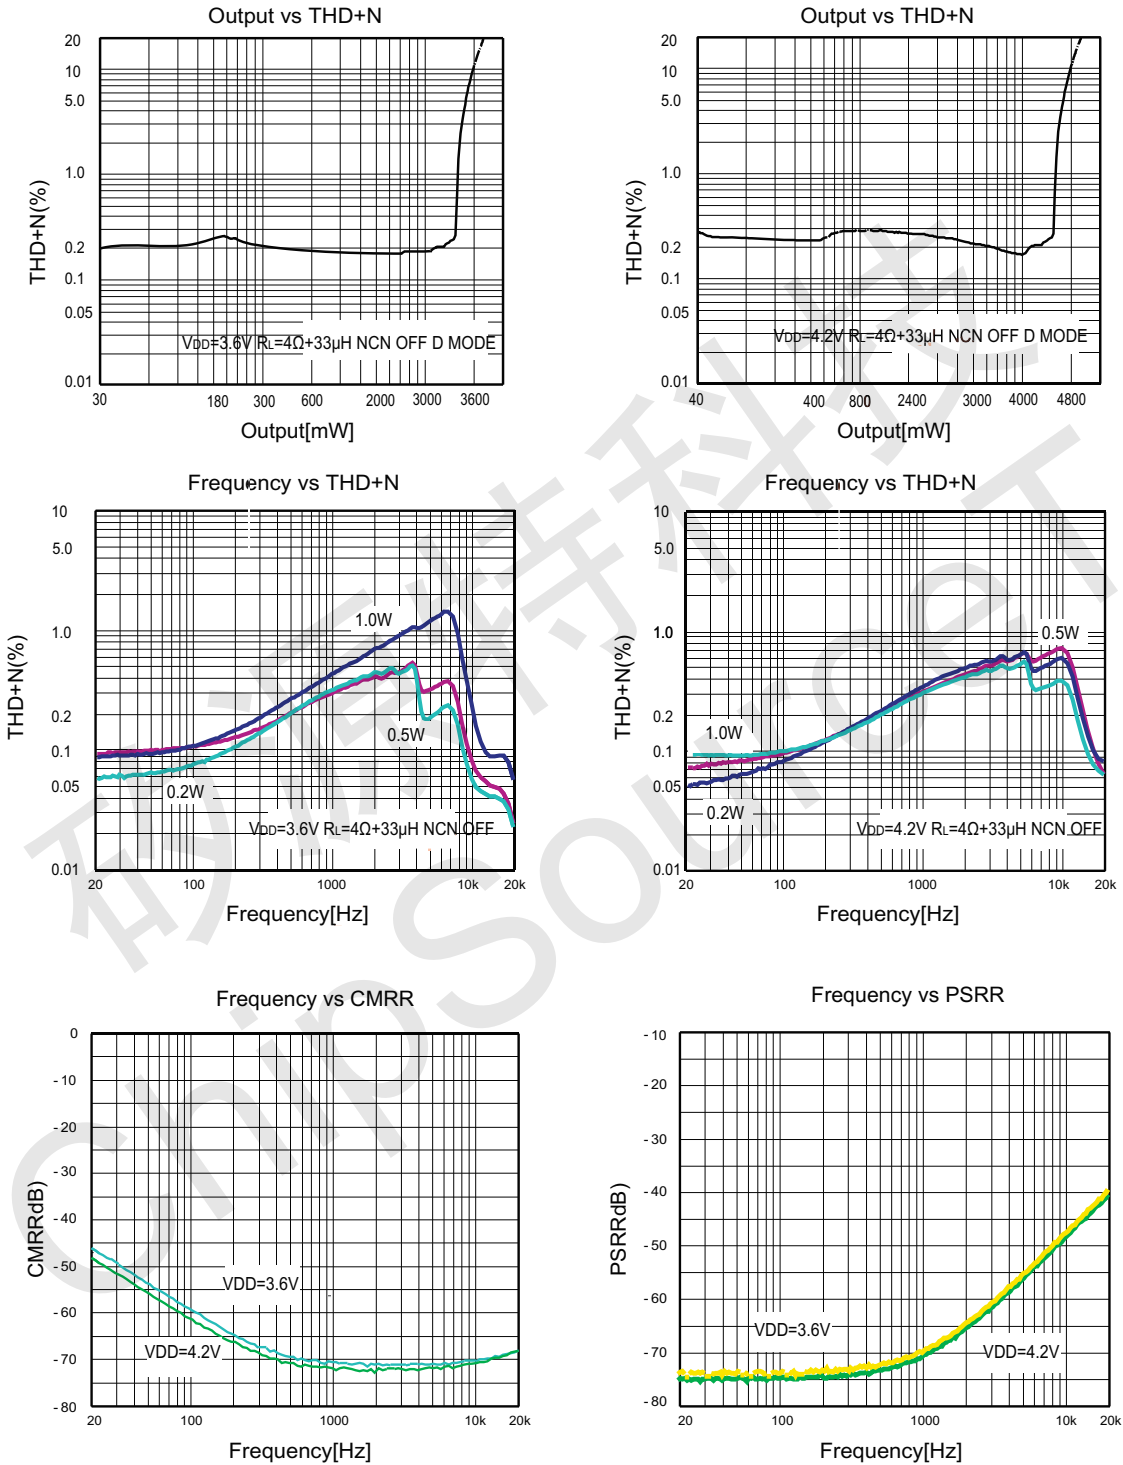 Output vs THD+N
20
10
5.0
1.0
0.2
0.1
0.05
0.01
THD+N(%)
VDD=3.6V RL=4Ω+33μH NCN OFF D MODE
30 180 300 600 2000 3000 3600
Output[mW]
Output vs THD+N
20
10
5.0
1.0
0.2
0.1
0.05
0.01
THD+N(%)
VDD=4.2V RL=4Ω+33μH NCN OFF D MODE
40 400 800 2400 3000 4000 4800
Output[mW]
Frequency vs THD+N
10
5.0
1.0
0.2
0.1
0.05
0.01
THD+N(%)
1.0W
0.5W
0.2W
VDD=3.6V RL=4Ω+33μH NCN OFF
20 100 1000 10k 20k
Frequency[Hz]
Frequency vs THD+N
10
5.0
1.0
0.2
0.1
0.05
0.01
THD+N(%)
0.5W
1.0W
0.2W
VDD=4.2V RL=4Ω+33μH NCN OFF
20 100 1000 10k 20k
Frequency[Hz]
Frequency vs CMRR
0
-10
-20
-30
-40
-50
-60
-70
-80
CMRRdB)
VDD=3.6V
VDD=4.2V
20 100 1000 10k 20k
Frequency[Hz]
Frequency vs PSRR
-10
-20
-30
-40
-50
-60
-70
-80
PSRRdB)
VDD=3.6V
VDD=4.2V
20 100 1000 10k 20k
Frequency[Hz]
矽源特科技
ChipSourceT